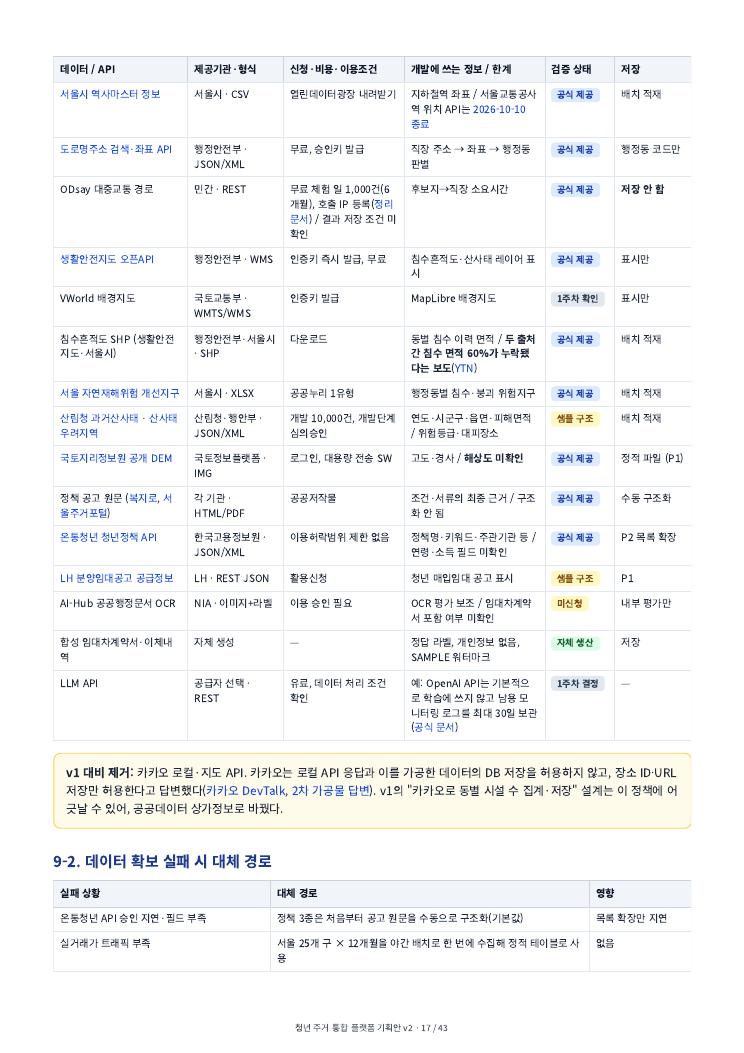 데이터 / API 제공기관·형식 신청·비용·이용조건 개발에 쓰는 정보 / 한계 검증 상태 저장
서울시 역사마스터 정보 서울시 · CSV 열린데이터광장 내려받기 지하철역 좌표 / 서울교통공사
역 위치 API는 2026-10-10
종료 공식 제공 배치 적재
도로명주소 검색·좌표 API 행정안전부 ·
JSON/XML 무료, 승인키 발급 직장 주소 → 좌표 → 행정동
판별 공식 제공 행정동 코드만
ODsay 대중교통 경로 민간 · REST 무료 체험 일 1,000건(6
개월), 호출 IP 등록(정리
문서) / 결과 저장 조건 미
확인 후보지→직장 소요시간 공식 제공 저장 안 함
생활안전지도 오픈API 행정안전부 · WMS 인증키 즉시 발급, 무료 침수흔적도·산사태 레이어 표
시 공식 제공 표시만
VWorld 배경지도 국토교통부 ·
WMTS/WMS 인증키 발급 MapLibre 배경지도 1주차 확인 표시만
침수흔적도 SHP (생활안전
지도·서울시) 행정안전부·서울시
· SHP 다운로드 동별 침수 이력 면적 / 두 출처
간 침수 면적 60%가 누락됐
다는 보도(YTN) 공식 제공 배치 적재
서울 자연재해위험 개선지구 서울시 · XLSX 공공누리 1유형 행정동별 침수·붕괴 위험지구 공식 제공 배치 적재
산림청 과거산사태 · 산사태
우려지역 산림청·행안부 ·
JSON/XML 개발 10,000건, 개발단계
심의승인 연도·시군구·읍면·피해면적
/ 위험등급·대피장소 샘플 구조 배치 적재
국토지리정보원 공개 DEM 국토정보플랫폼 ·
IMG 로그인, 대용량 전송 SW 고도·경사 / 해상도 미확인 공식 제공 정적 파일 (P1)
정책 공고 원문 (복지로, 서
울주거포털) 각 기관 ·
HTML/PDF 공공저작물 조건·서류의 최종 근거 / 구조
화 안 됨 공식 제공 수동 구조화
온통청년 청년정책 API 한국고용정보원 ·
JSON/XML 이용허락범위 제한 없음 정책명·키워드·주관기관 등 /
연령·소득 필드 미확인 공식 제공 P2 목록 확장
LH 분양임대공고 공급정보 LH · REST JSON 활용신청 청년 매입임대 공고 표시 샘플 구조 P1
AI-Hub 공공행정문서 OCR NIA · 이미지+라벨 이용 승인 필요 OCR 평가 보조 / 임대차계약
서 포함 여부 미확인 미신청 내부 평가만
합성 임대차계약서·이체내
역 자체 생성 — 정답 라벨, 개인정보 없음,
SAMPLE 워터마크 자체 생산 저장
LLM API 공급자 선택 ·
REST 유료, 데이터 처리 조건
확인 예: OpenAI API는 기본적으
로 학습에 쓰지 않고 남용 모
니터링 로그를 최대 30일 보관
(공식 문서) 1주차 결정 —
v1 대비 제거: 카카오 로컬·지도 API. 카카오는 로컬 API 응답과 이를 가공한 데이터의 DB 저장을 허용하지 않고, 장소 ID·URL
저장만 허용한다고 답변했다(카카오 DevTalk, 2차 가공물 답변). v1의 "카카오로 동별 시설 수 집계·저장" 설계는 이 정책에 어
긋날 수 있어, 공공데이터 상가정보로 바꿨다.
9-2. 데이터 확보 실패 시 대체 경로
실패 상황 대체 경로 영향
온통청년 API 승인 지연·필드 부족 정책 3종은 처음부터 공고 원문을 수동으로 구조화(기본값) 목록 확장만 지연
실거래가 트래픽 부족 서울 25개 구 × 12개월을 야간 배치로 한 번에 수집해 정적 테이블로 사
용 없음
청년 주거 통합 플랫폼 기획안 v2 · 17 / 43